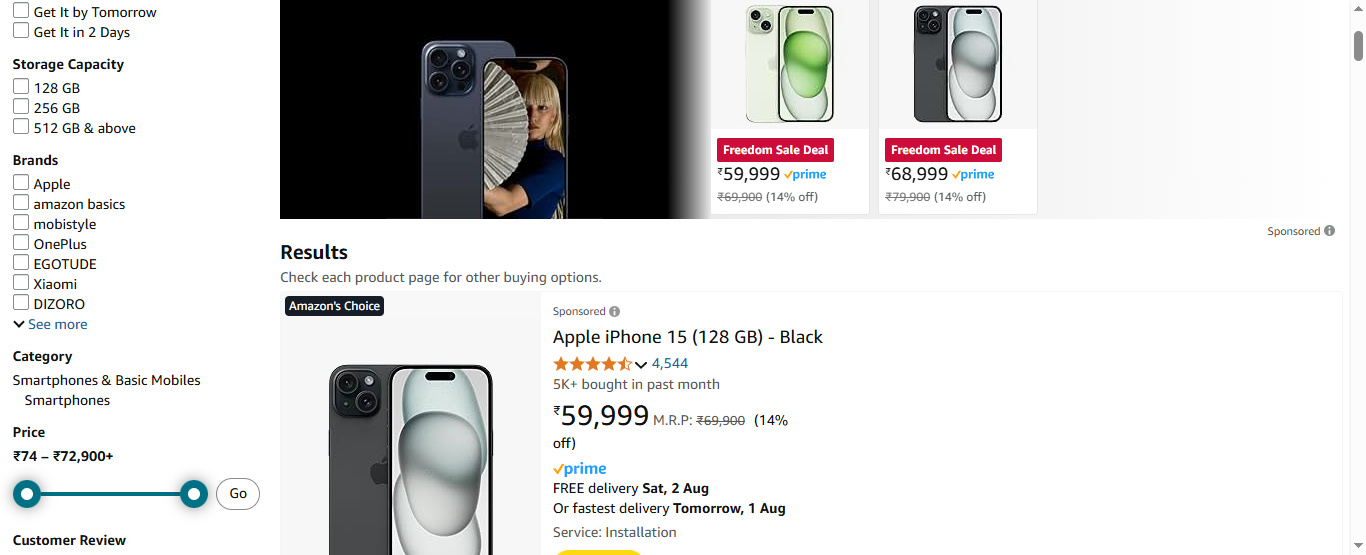 Get It by Tomorrow
Get It in 2 Days
Storage Capacity
128 GB
256 GB
512 GB & above
Brands
Apple
amazon basics
mobistyle
OnePlus
EGOTUDE
Xiaomi
DIZORO
See more
Category
Smartphones & Basic Mobiles
Smartphones
Price
₹74 – ₹72,900+
Go
Customer Review
Freedom Sale Deal
₹59,999 prime
₹69,900 (14% off)
Freedom Sale Deal
₹68,999 prime
₹79,900 (14% off)
Sponsored
Results
Check each product page for other buying options.
Amazon's Choice
Sponsored
Apple iPhone 15 (128 GB) - Black
4,544
5K+ bought in past month
₹59,999 M.R.P: ₹69,900 (14%
off)
prime
FREE delivery Sat, 2 Aug
Or fastest delivery Tomorrow, 1 Aug
Service: Installation